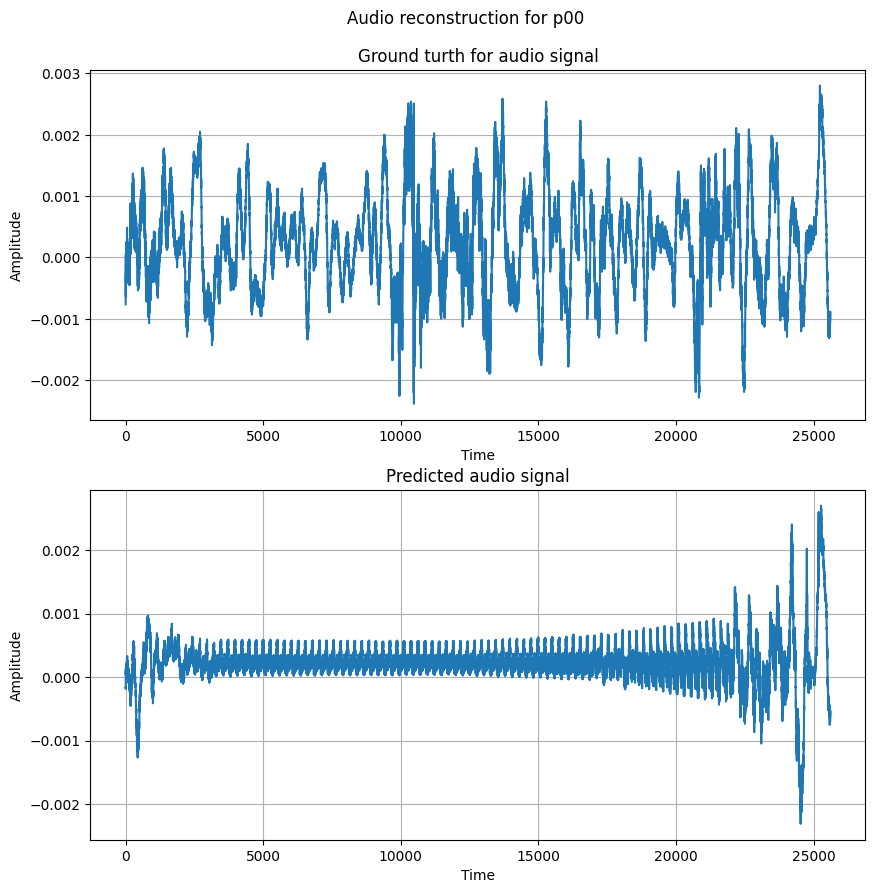 Audio reconstruction for p00
Ground turth for audio signal
0.003
0.002
0.001
0.000
−0.001
−0.002
Amplitude
0 5000 10000 15000 20000 25000
Time
Predicted audio signal
0.002
0.001
0.000
−0.001
−0.002
Amplitude
0 5000 10000 15000 20000 25000
Time